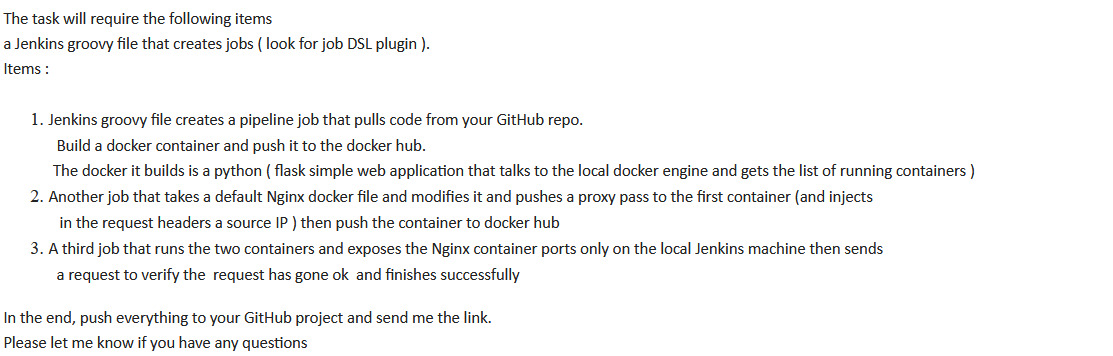 The task will require the following items
a Jenkins groovy file that creates jobs ( look for job DSL plugin ).
Items :
1. Jenkins groovy file creates a pipeline job that pulls code from your GitHub repo.
Build a docker container and push it to the docker hub.
The docker it builds is a python ( flask simple web application that talks to the local docker engine and gets the list of running containers )
2. Another job that takes a default Nginx docker file and modifies it and pushes a proxy pass to the first container (and injects
in the request headers a source IP ) then push the container to docker hub
3. A third job that runs the two containers and exposes the Nginx container ports only on the local Jenkins machine then sends
a request to verify the request has gone ok and finishes successfully
In the end, push everything to your GitHub project and send me the link.
Please let me know if you have any questions